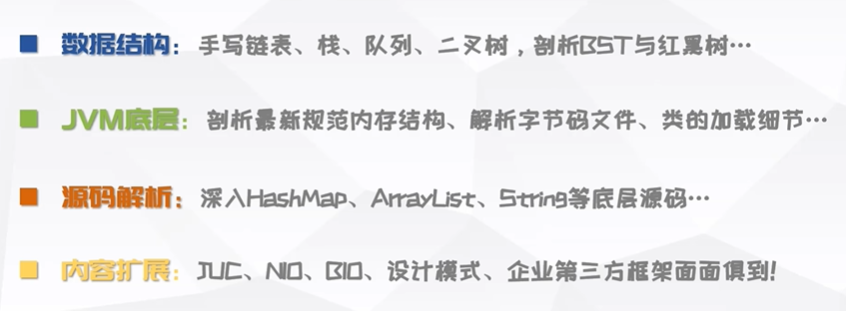 数据结构：手写链表、栈、队列、二叉树，剖析BST与红黑树…
JVM底层：剖析最新规范内存结构、解析字节码文件、类的加载细节…
源码解析：深入HashMap、ArrayList、String等底层源码…
内容扩展：JUC、NIO、BIO、设计模式、企业第三方框架面面俱到!